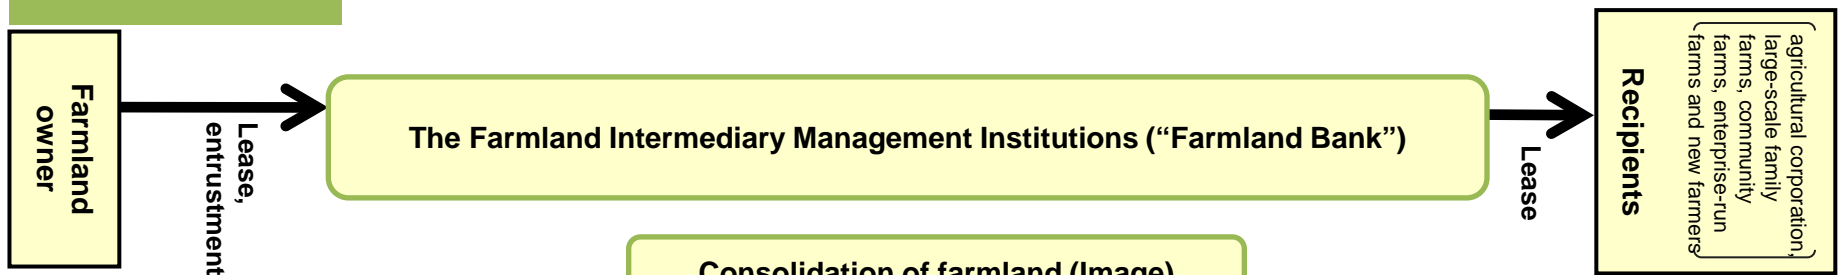 Farmland
owner
Lease,
entrustment
The Farmland Intermediary Management Institutions (“Farmland Bank”)
Lease
Recipients
agricultural corporation,
large-scale family
farms, community
farms, enterprise-run
farms and new farmers
Consolidation of farmland (Image)